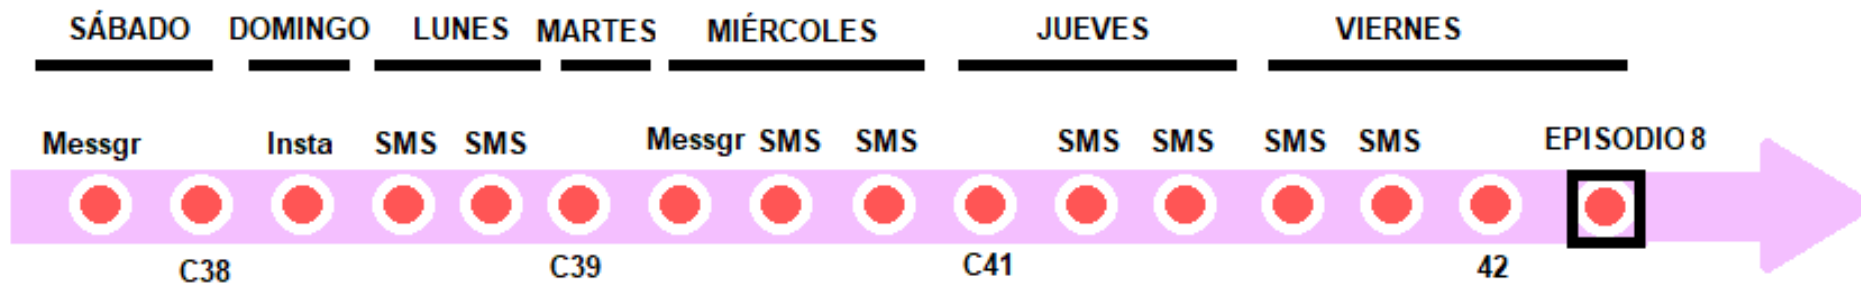 SÁBADO DOMINGO LUNES MARTES MIÉRCOLES JUEVES VIERNES
Messgr Insta SMS SMS Messgr SMS SMS SMS SMS SMS SMS EPISODIO 8
C38 C39 C41 42